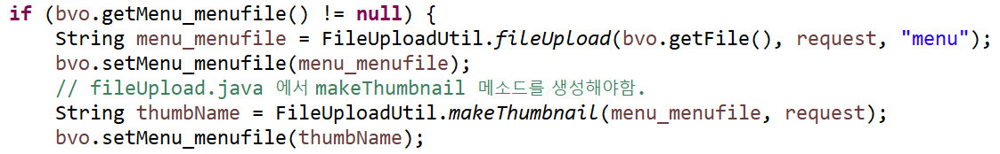 if (bvo.getMenu_menufile() != null) {
String menu_menufile = FileUploadUtil.fileUpload(bvo.getFile(), request, "menu");
bvo.setMenu_menufile(menu_menufile);
// fileUpload.java 에서 makeThumbnail 메소드를 생성해야함.
String thumbName = FileUploadUtil.makeThumbnail(menu_menufile, request);
bvo.setMenu_menufile(thumbName);